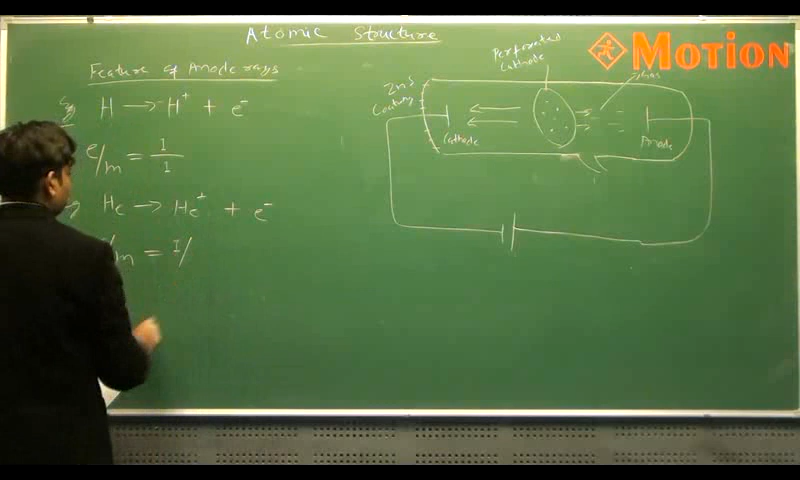 Atomic Structure
MOTION
Feature of Anode rays
Eg H → H⁺ + e⁻
e/m = 1/1
He → He⁺ + e⁻
/m = 1/
Perforated
Cathode
Gas
ZnS
Coating
Cathode
Anode